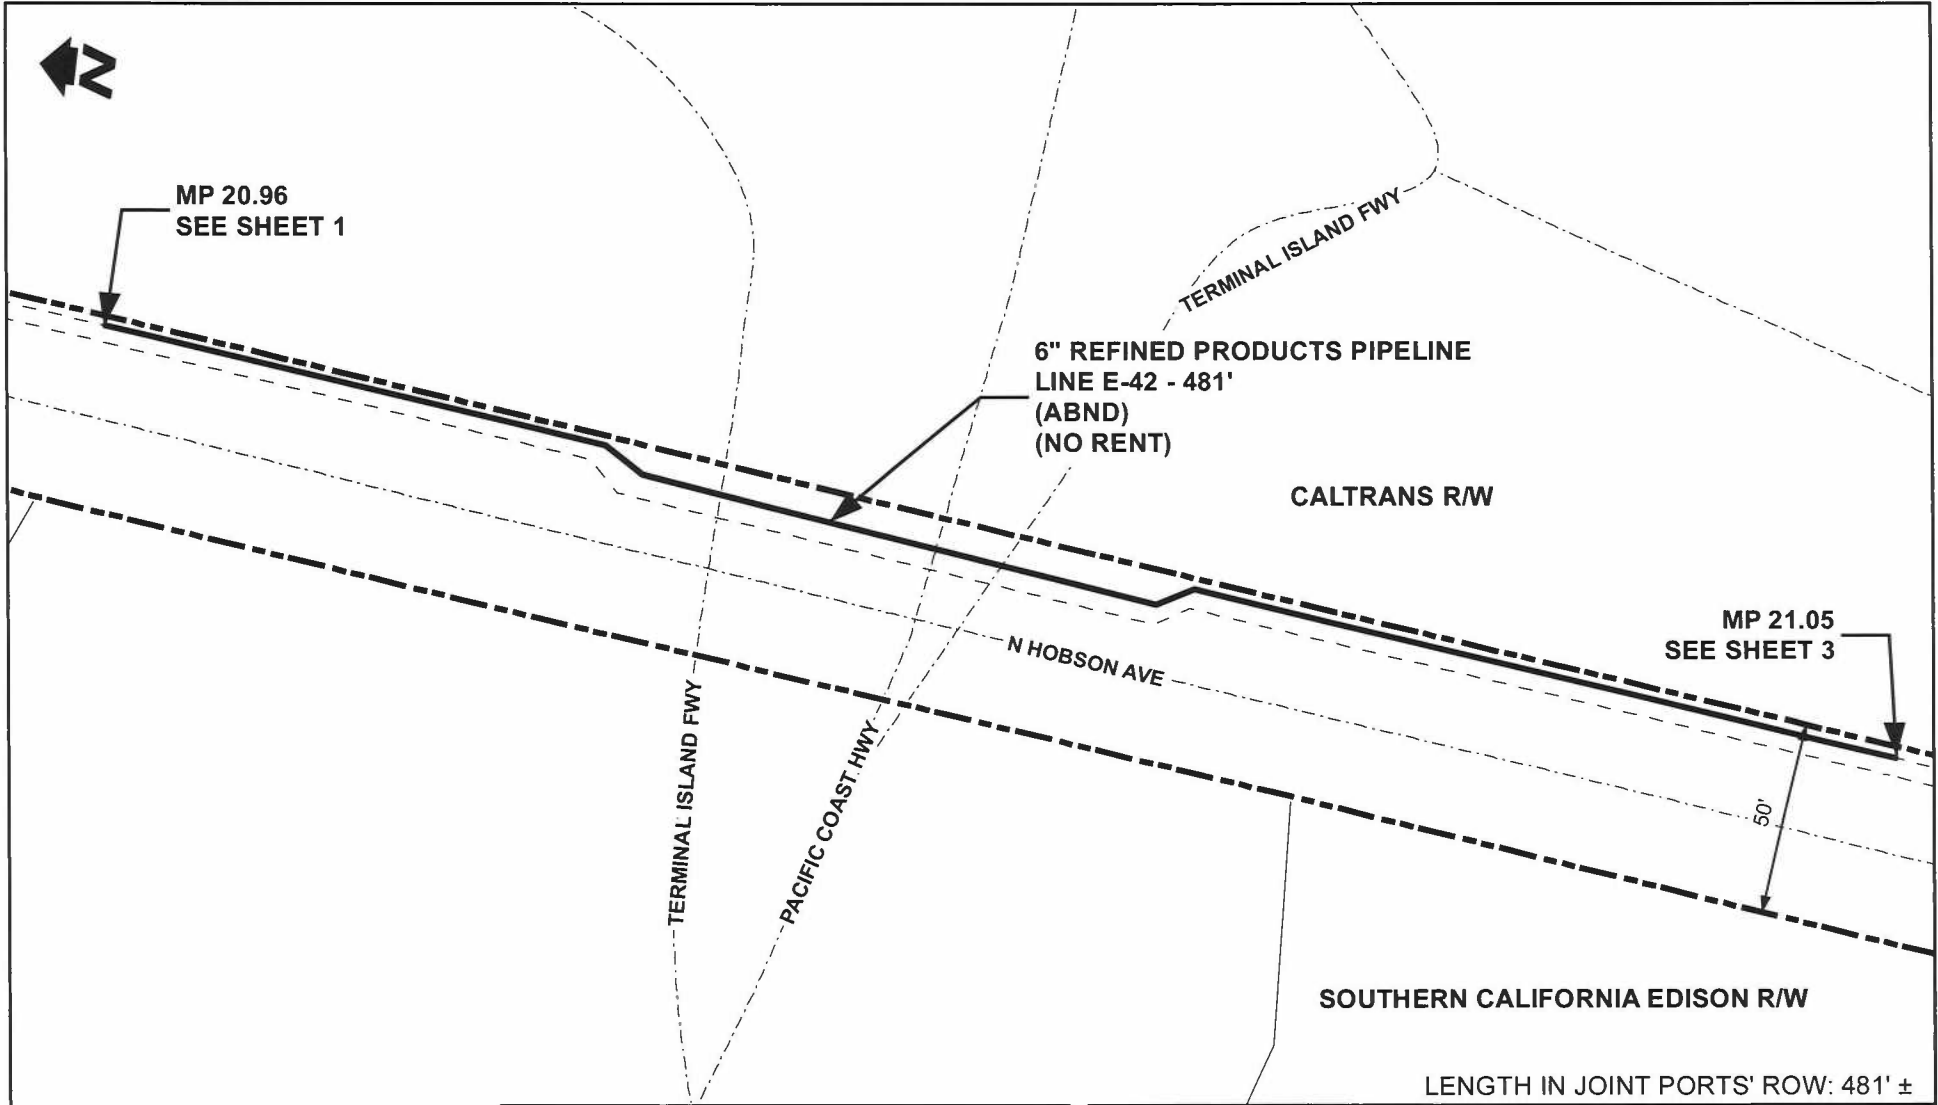 N
MP 20.96
SEE SHEET 1
TERMINAL ISLAND FWY
6" REFINED PRODUCTS PIPELINE
LINE E-42 - 481'
(ABND)
(NO RENT)
CALTRANS R/W
MP 21.05
SEE SHEET 3
N HOBSON AVE
TERMINAL ISLAND FWY
PACIFIC COAST HWY
50'
SOUTHERN CALIFORNIA EDISON R/W
LENGTH IN JOINT PORTS' ROW: 481' ±